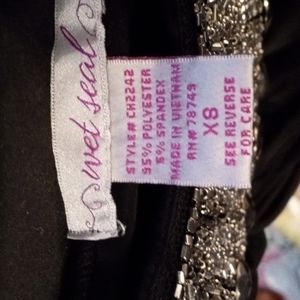 wet seal
STYLE# CH2242
95% POLYESTER
5% SPANDEX
MADE IN VIETNAM
RN# 78749
XS
SEE REVERSE
FOR CARE